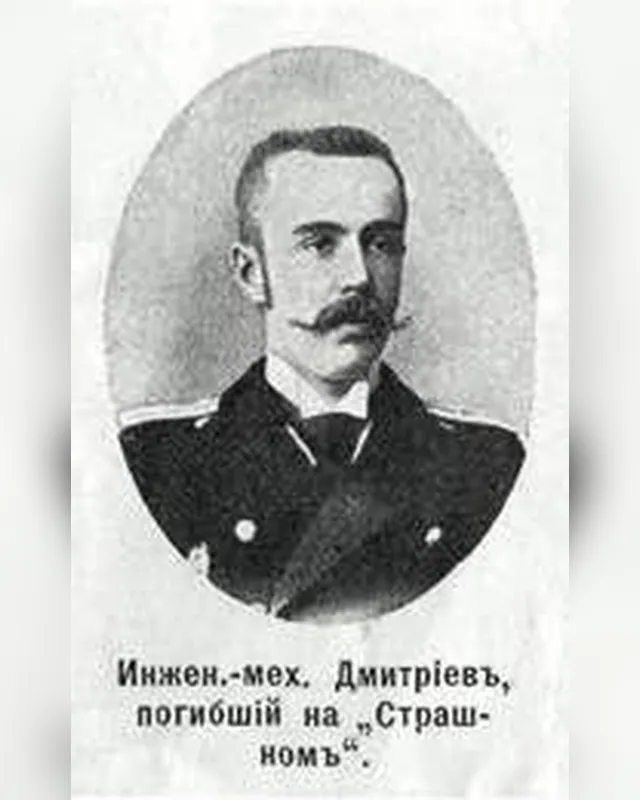 Инжен.-мех. Дмитріевъ,
погибшій на „Страш-
номъ“.